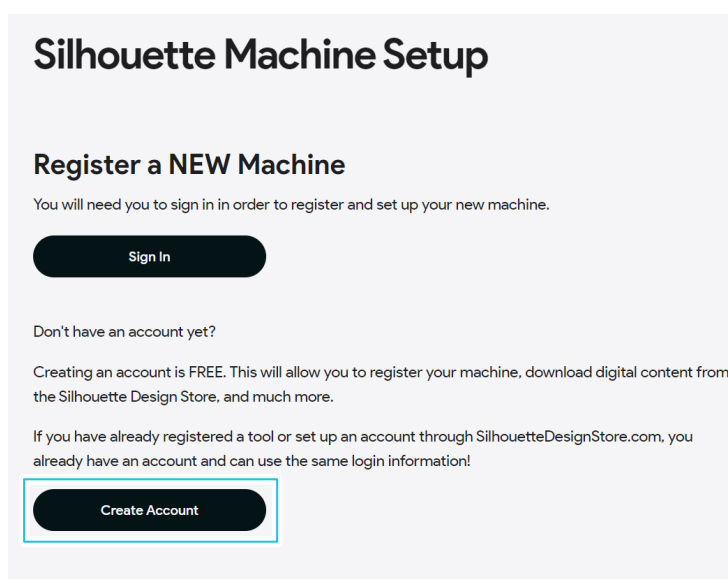 Silhouette Machine Setup
Register a NEW Machine
You will need you to sign in in order to register and set up your new machine.
Sign In
Don't have an account yet?
Creating an account is FREE. This will allow you to register your machine, download digital content from
the Silhouette Design Store, and much more.
If you have already registered a tool or set up an account through SilhouetteDesignStore.com, you
already have an account and can use the same login information!
Create Account